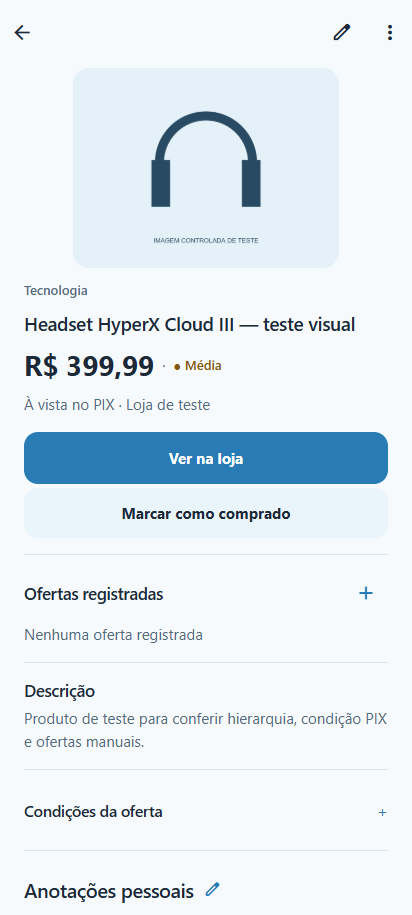 IMAGEM CONTROLADA DE TESTE
Tecnologia
Headset HyperX Cloud III — teste visual
R$ 399,99 · ● Média
À vista no PIX · Loja de teste
Ver na loja
Marcar como comprado
Ofertas registradas +
Nenhuma oferta registrada
Descrição
Produto de teste para conferir hierarquia, condição PIX
e ofertas manuais.
Condições da oferta +
Anotações pessoais